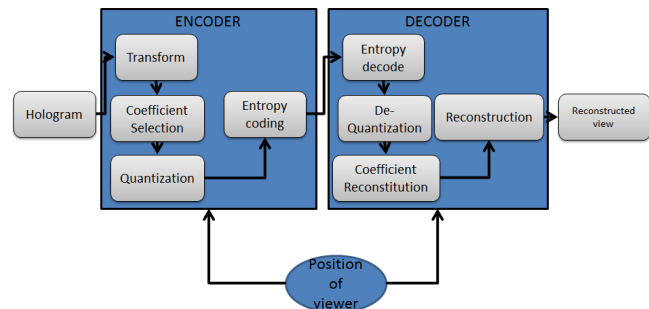 ENCODER
DECODER
Hologram
Transform
Coefficient
Selection
Quantization
Entropy
coding
Entropy
decode
De-
Quantization
Coefficient
Reconstitution
Reconstruction
Reconstructed
view
Position
of
viewer